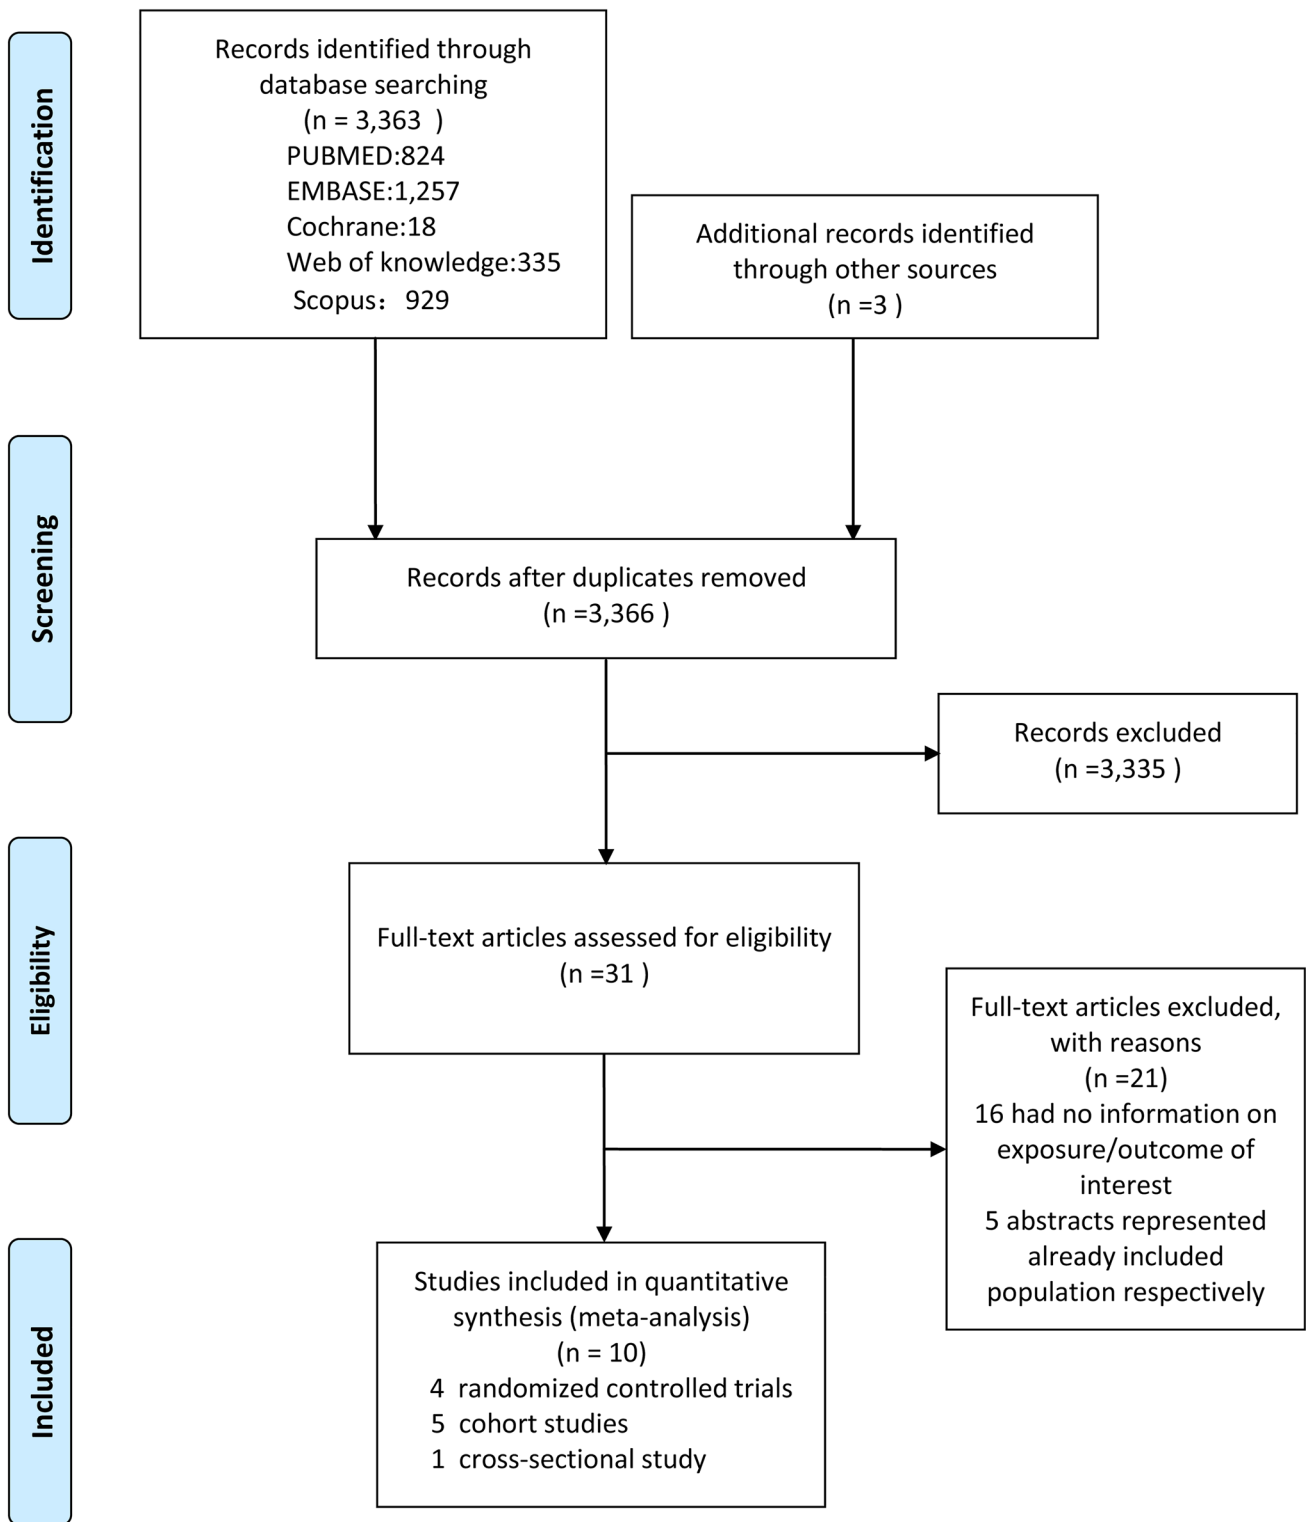 Identification
Records identified through
database searching
(n = 3,363  )
PUBMED:824
EMBASE:1,257
Cochrane:18
Web of knowledge:335
Scopus：929
Additional records identified
through other sources
(n =3 )
Screening
Records after duplicates removed
(n =3,366 )
Records excluded
(n =3,335 )
Eligibility
Full-text articles assessed for eligibility
(n =31 )
Full-text articles excluded,
with reasons
(n =21)
16 had no information on
exposure/outcome of
interest
5 abstracts represented
already included
population respectively
Included
Studies included in quantitative
synthesis (meta-analysis)
(n = 10)
4  randomized controlled trials
5  cohort studies
1  cross-sectional study